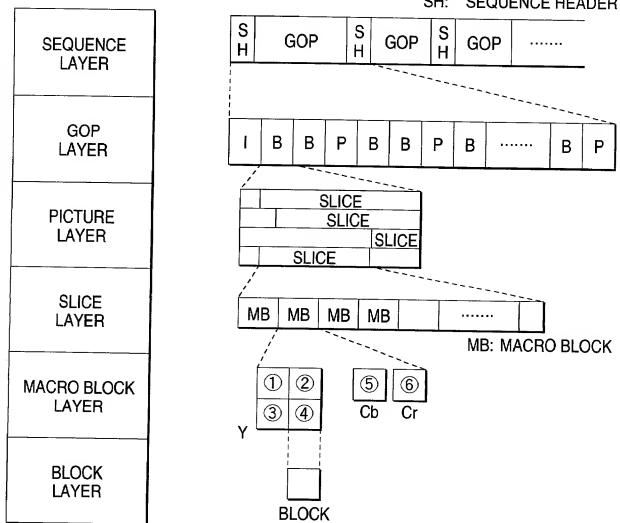 SH: SEQUENCE HEADER
SEQUENCE
LAYER
S
H
GOP
S
H
GOP
S
H
GOP
.......
GOP
LAYER
I B B P B B P B ....... B P
PICTURE
LAYER
SLICE
SLICE
SLICE
SLICE
SLICE
LAYER
MB MB MB MB .......
MB: MACRO BLOCK
MACRO BLOCK
LAYER
① ②
③ ④
Y
⑤ ⑥
Cb Cr
BLOCK
LAYER
BLOCK